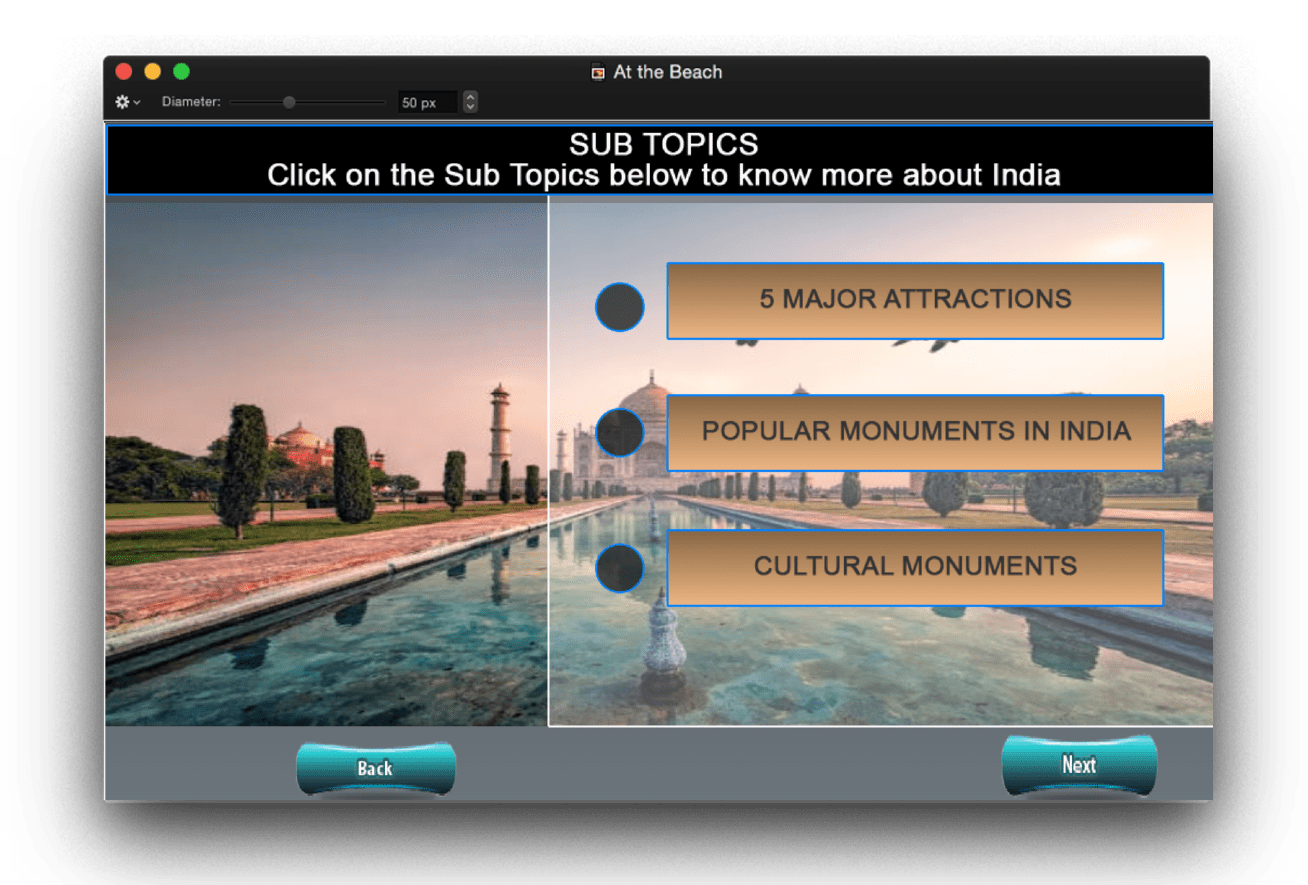 At the Beach
Diameter:
50 px
SUB TOPICS
Click on the Sub Topics below to know more about India
5 MAJOR ATTRACTIONS
POPULAR MONUMENTS IN INDIA
CULTURAL MONUMENTS
Back
Next